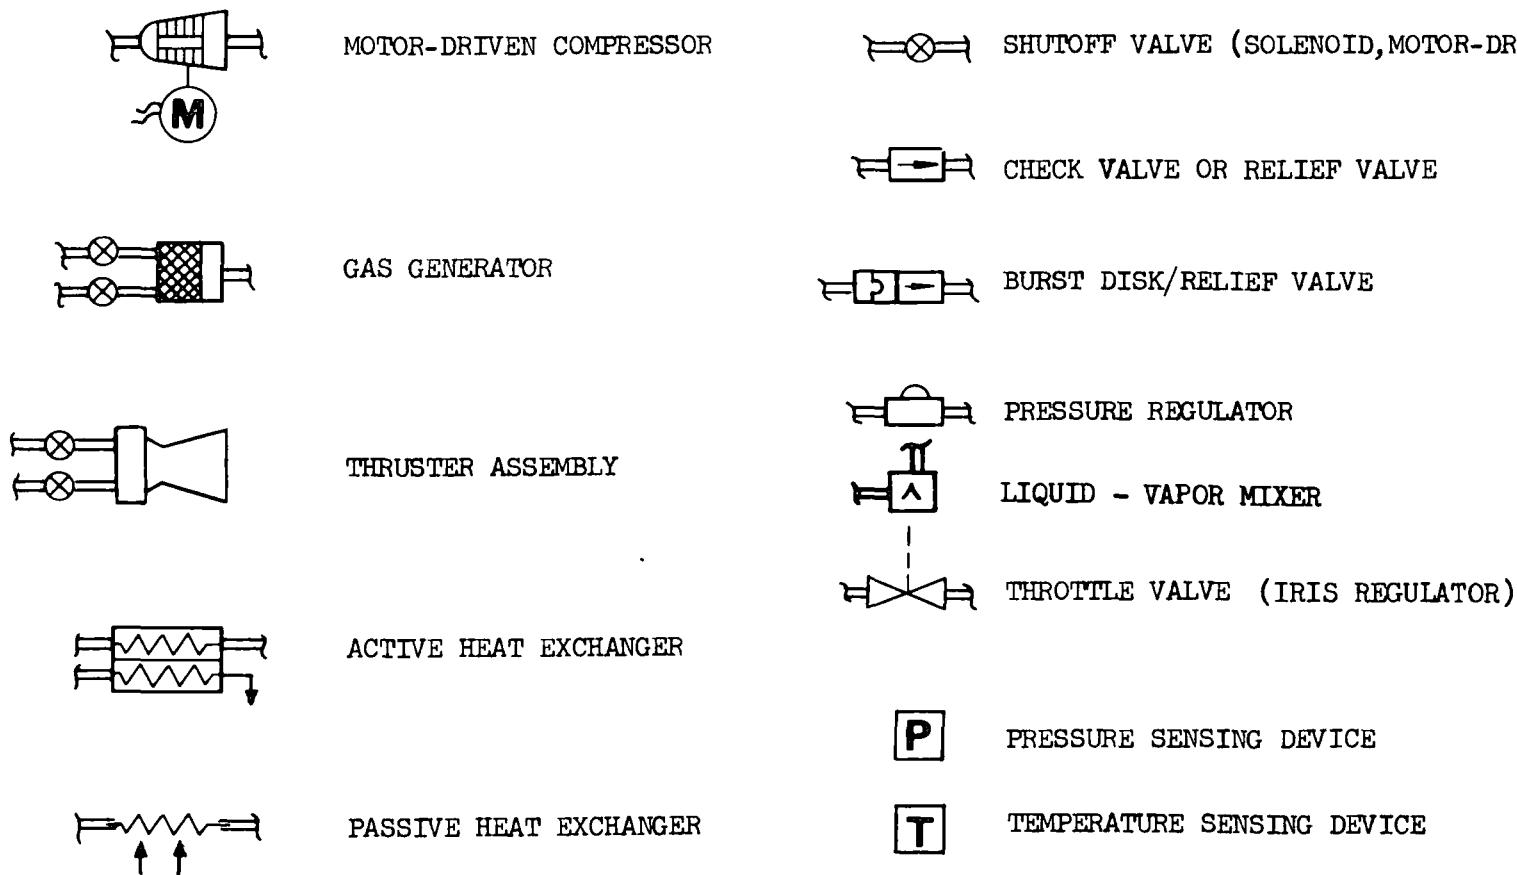 MOTOR-DRIVEN COMPRESSOR
M
GAS GENERATOR
THRUSTER ASSEMBLY
ACTIVE HEAT EXCHANGER
PASSIVE HEAT EXCHANGER
SHUTOFF VALVE (SOLENOID,MOTOR-DR
CHECK VALVE OR RELIEF VALVE
BURST DISK/RELIEF VALVE
PRESSURE REGULATOR
LIQUID - VAPOR MIXER
THROTTLE VALVE (IRIS REGULATOR)
P PRESSURE SENSING DEVICE
T TEMPERATURE SENSING DEVICE